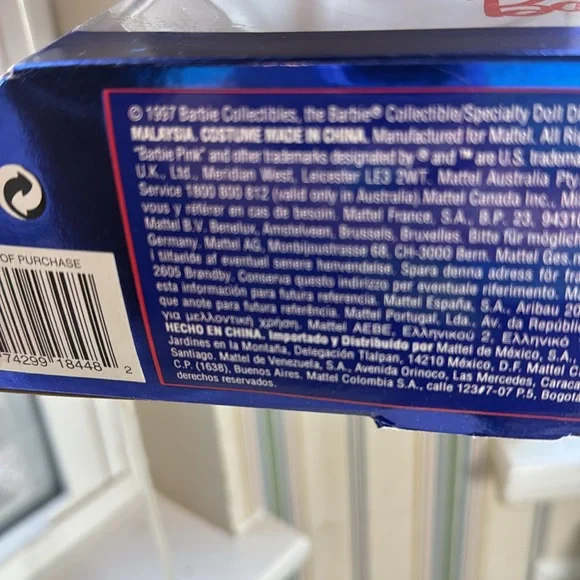 © 1997 Barbie Collectibles, the Barbie® Collectible/Specialty Doll D
MALAYSIA. COSTUME MADE IN CHINA. Manufactured for Mattel. All Re
"Barbie Pink" and other trademarks designated by ® and ™ are U.S. tradem
U.K., Ltd., Meridian West, Leicester LE3 2WT. Mattel Australia Pty
Service 1800 800 812 (valid only in Australia). Mattel Canada Inc., Mi
vous y référer en cas de besoin. Mattel France, S.A., B.P. 23, 9431
Mattel B.V. Benelux, Amstelveen, Brussels, Bruxelles. Bitte für möglich
Germany, Mattel AG, Monbijoustrasse 68, CH-3000 Bern. Mattel Ges.m
i tilfælde af eventuel senere henvendelse. Spara denna adress för fr
2605 Brøndby. Conserva questo indirizzo per eventuale riferimento. M
esta información para futura referencia. Mattel España, S.A., Aribau 20
que anote para futura referência. Mattel Portugal, Lda., Av. da Repúbli
για μελλοντική χρήση. Mattel AEBE, Ελληνικού 2, Ελληνικό
HECHO EN CHINA. Importado y Distribuido por Mattel de México, S.A.
Jardines en la Montaña, Delegación Tlalpan, 14210 México, D.F. Mattel C
Santiago. Mattel de Venezuela, S.A., Avenida Orinoco, Las Mercedes, Carac
C.P. (1638), Buenos Aires. Mattel Colombia S.A., calle 123#7-07 P.5, Bogot
derechos reservados.
OF PURCHASE
74299 18448 2